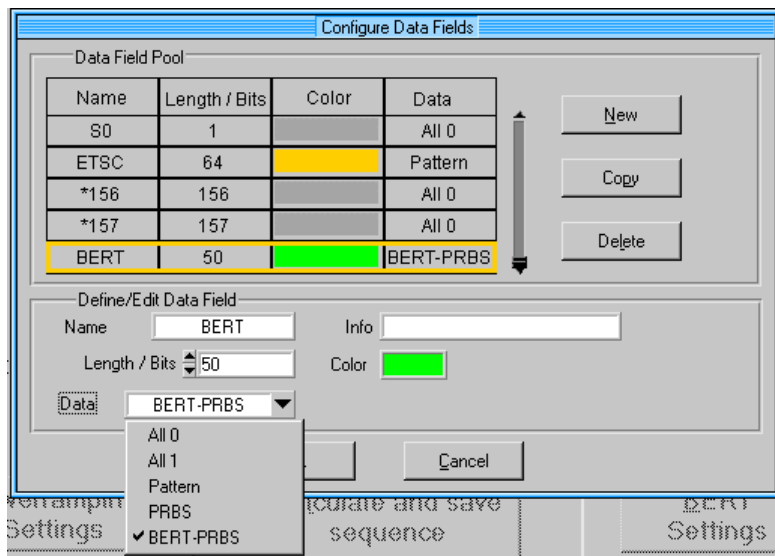 Configure Data Fields
Data Field Pool
Name Length / Bits Color Data
S0 1 All 0
ETSC 64 Pattern
*156 156 All 0
*157 157 All 0
BERT 50 BERT-PRBS
New
Copy
Delete
Define/Edit Data Field
Name BERT Info
Length / Bits 50 Color
Data BERT-PRBS
All 0
All 1
Pattern
PRBS
BERT-PRBS
Cancel
and save
BERT
Settings sequence Settings